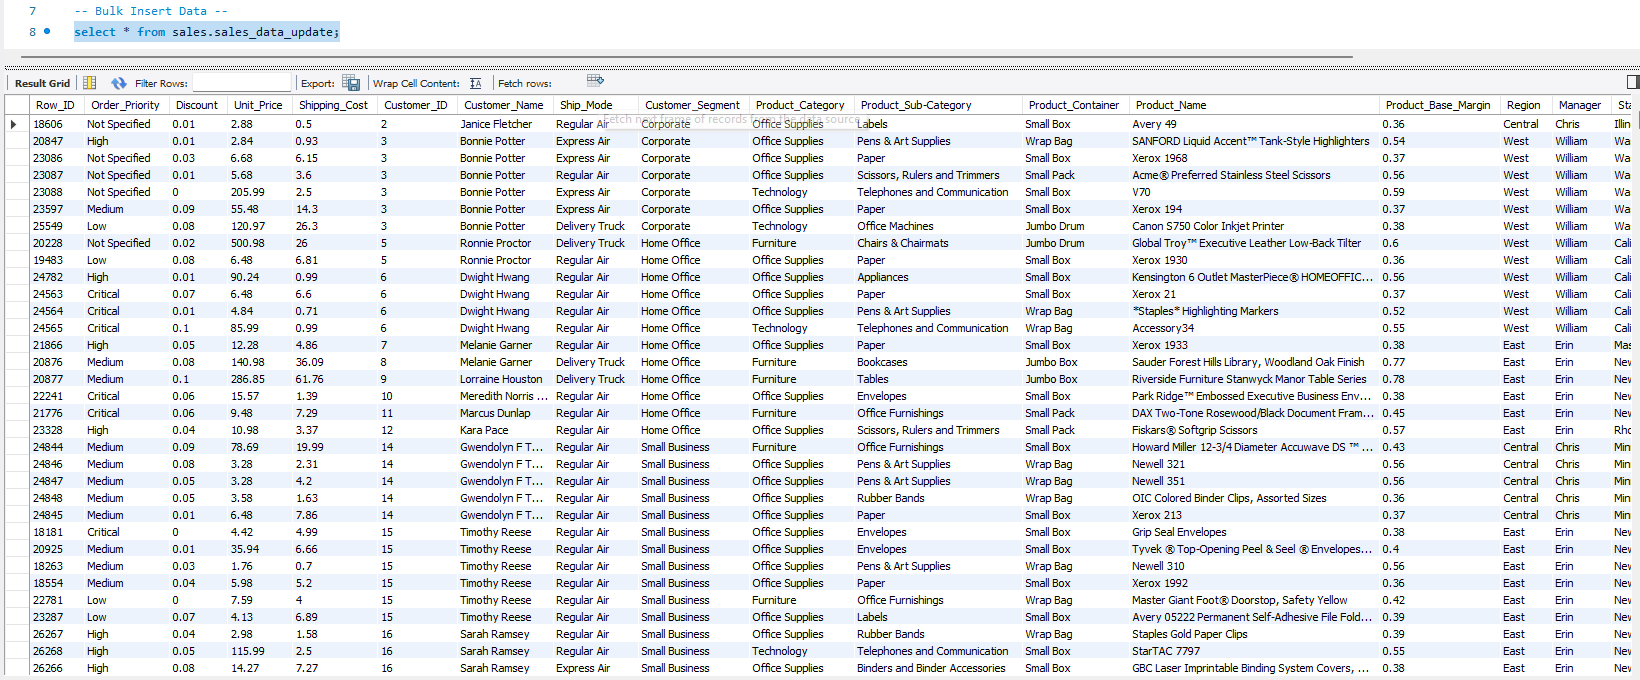 7 -- Bulk Insert Data --
8 select * from sales.sales_data_update;
Result Grid Filter Rows: Export: Wrap Cell Content: Fetch rows:
Row_ID Order_Priority Discount Unit_Price Shipping_Cost Customer_ID Customer_Name Ship_Mode Customer_Segment Product_Category Product_Sub-Category Product_Container Product_Name Product_Base_Margin Region Manager Sta
Fetch next frame of records from the data source
18606 Not Specified 0.01 2.88 0.5 2 Janice Fletcher Regular Air Corporate Office Supplies Labels Small Box Avery 49 0.36 Central Chris Illin
20847 High 0.01 2.84 0.93 3 Bonnie Potter Express Air Corporate Office Supplies Pens & Art Supplies Wrap Bag SANFORD Liquid Accent™ Tank-Style Highlighters 0.54 West William Wa
23086 Not Specified 0.03 6.68 6.15 3 Bonnie Potter Express Air Corporate Office Supplies Paper Small Box Xerox 1968 0.37 West William Wa
23087 Not Specified 0.01 5.68 3.6 3 Bonnie Potter Regular Air Corporate Office Supplies Scissors, Rulers and Trimmers Small Pack Acme® Preferred Stainless Steel Scissors 0.56 West William Wa
23088 Not Specified 0 205.99 2.5 3 Bonnie Potter Express Air Corporate Technology Telephones and Communication Small Box V70 0.59 West William Wa
23597 Medium 0.09 55.48 14.3 3 Bonnie Potter Express Air Corporate Office Supplies Paper Small Box Xerox 194 0.37 West William Wa
25549 Low 0.08 120.97 26.3 3 Bonnie Potter Delivery Truck Corporate Technology Office Machines Jumbo Drum Canon S750 Color Inkjet Printer 0.38 West William Wa
20228 Not Specified 0.02 500.98 26 5 Ronnie Proctor Delivery Truck Home Office Furniture Chairs & Chairmats Jumbo Drum Global Troy™ Executive Leather Low-Back Tilter 0.6 West William Cali
19483 Low 0.08 6.48 6.81 5 Ronnie Proctor Regular Air Home Office Office Supplies Paper Small Box Xerox 1930 0.36 West William Cali
24782 High 0.01 90.24 0.99 6 Dwight Hwang Regular Air Home Office Office Supplies Appliances Small Box Kensington 6 Outlet MasterPiece® HOMEOFFIC... 0.56 West William Cali
24563 Critical 0.07 6.48 6.6 6 Dwight Hwang Regular Air Home Office Office Supplies Paper Small Box Xerox 21 0.37 West William Cali
24564 Critical 0.01 4.84 0.71 6 Dwight Hwang Regular Air Home Office Office Supplies Pens & Art Supplies Wrap Bag *Staples* Highlighting Markers 0.52 West William Cali
24565 Critical 0.1 85.99 0.99 6 Dwight Hwang Regular Air Home Office Technology Telephones and Communication Wrap Bag Accessory34 0.55 West William Cali
21866 High 0.05 12.28 4.86 7 Melanie Garner Regular Air Home Office Office Supplies Paper Small Box Xerox 1933 0.38 East Erin Mas
20876 Medium 0.08 140.98 36.09 8 Melanie Garner Delivery Truck Home Office Furniture Bookcases Jumbo Box Sauder Forest Hills Library, Woodland Oak Finish 0.77 East Erin New
20877 Medium 0.1 286.85 61.76 9 Lorraine Houston Delivery Truck Home Office Furniture Tables Jumbo Box Riverside Furniture Stanwyck Manor Table Series 0.78 East Erin New
22241 Critical 0.06 15.57 1.39 10 Meredith Norris ... Regular Air Home Office Office Supplies Envelopes Small Box Park Ridge™ Embossed Executive Business Env... 0.38 East Erin New
21776 Critical 0.06 9.48 7.29 11 Marcus Dunlap Regular Air Home Office Furniture Office Furnishings Small Pack DAX Two-Tone Rosewood/Black Document Fram... 0.45 East Erin New
23328 High 0.04 10.98 3.37 12 Kara Pace Regular Air Home Office Office Supplies Scissors, Rulers and Trimmers Small Pack Fiskars® Softgrip Scissors 0.57 East Erin Rho
24844 Medium 0.09 78.69 19.99 14 Gwendolyn F T... Regular Air Small Business Furniture Office Furnishings Small Box Howard Miller 12-3/4 Diameter Accuwave DS ™ ... 0.43 Central Chris Min
24846 Medium 0.08 3.28 2.31 14 Gwendolyn F T... Regular Air Small Business Office Supplies Pens & Art Supplies Wrap Bag Newell 321 0.56 Central Chris Min
24847 Medium 0.05 3.28 4.2 14 Gwendolyn F T... Regular Air Small Business Office Supplies Pens & Art Supplies Wrap Bag Newell 351 0.56 Central Chris Min
24848 Medium 0.05 3.58 1.63 14 Gwendolyn F T... Regular Air Small Business Office Supplies Rubber Bands Wrap Bag OIC Colored Binder Clips, Assorted Sizes 0.36 Central Chris Min
24845 Medium 0.01 6.48 7.86 14 Gwendolyn F T... Regular Air Small Business Office Supplies Paper Small Box Xerox 213 0.37 Central Chris Min
18181 Critical 0 4.42 4.99 15 Timothy Reese Regular Air Small Business Office Supplies Envelopes Small Box Grip Seal Envelopes 0.38 East Erin New
20925 Medium 0.01 35.94 6.66 15 Timothy Reese Regular Air Small Business Office Supplies Envelopes Small Box Tyvek ® Top-Opening Peel & Seel ® Envelopes... 0.4 East Erin New
18263 Medium 0.03 1.76 0.7 15 Timothy Reese Regular Air Small Business Office Supplies Pens & Art Supplies Wrap Bag Newell 310 0.56 East Erin New
18554 Medium 0.04 5.98 5.2 15 Timothy Reese Regular Air Small Business Office Supplies Paper Small Box Xerox 1992 0.36 East Erin New
22781 Low 0 7.59 4 15 Timothy Reese Regular Air Small Business Furniture Office Furnishings Wrap Bag Master Giant Foot® Doorstop, Safety Yellow 0.42 East Erin New
23287 Low 0.07 4.13 6.89 15 Timothy Reese Regular Air Small Business Office Supplies Labels Small Box Avery 05222 Permanent Self-Adhesive File Fold... 0.39 East Erin New
26267 High 0.04 2.98 1.58 16 Sarah Ramsey Regular Air Small Business Office Supplies Rubber Bands Wrap Bag Staples Gold Paper Clips 0.39 East Erin New
26268 High 0.05 115.99 2.5 16 Sarah Ramsey Regular Air Small Business Technology Telephones and Communication Small Box StarTAC 7797 0.55 East Erin New
26266 High 0.08 14.27 7.27 16 Sarah Ramsey Express Air Small Business Office Supplies Binders and Binder Accessories Small Box GBC Laser Imprintable Binding System Covers, ... 0.38 East Erin New